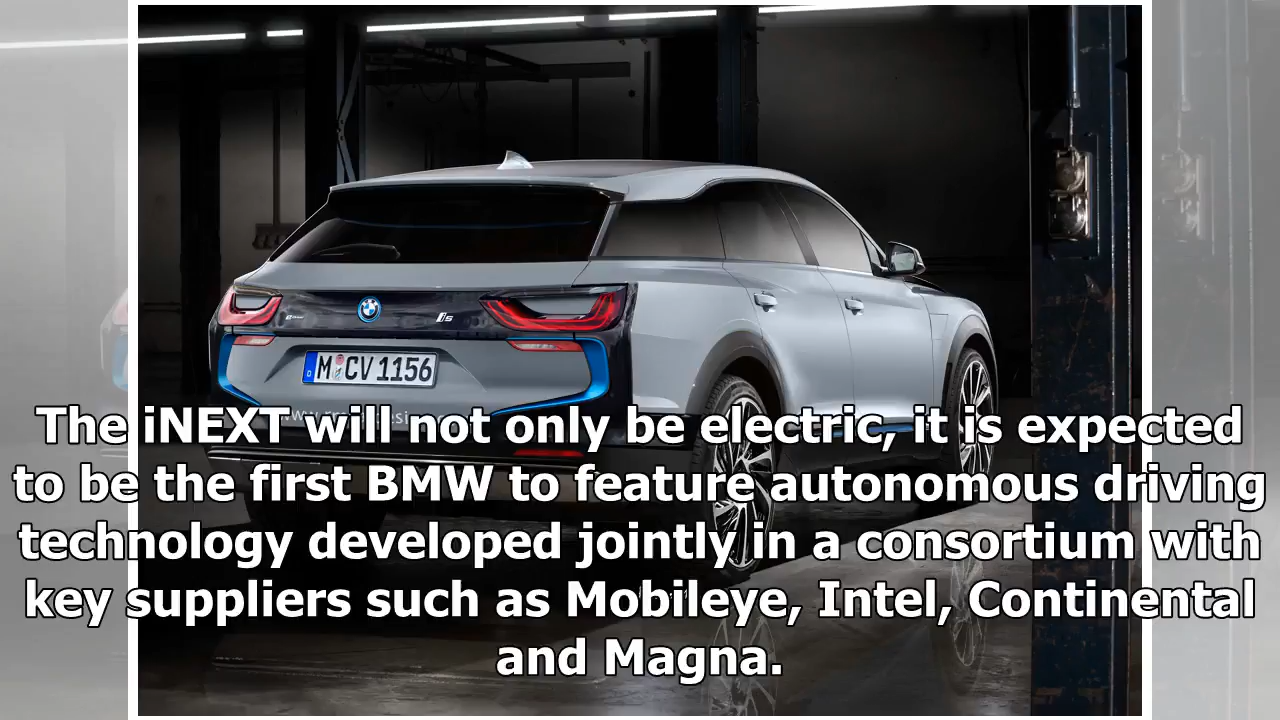 i5
M CV 1156
D
The iNEXT will not only be electric, it is expected
to be the first BMW to feature autonomous driving
technology developed jointly in a consortium with
key suppliers such as Mobileye, Intel, Continental
and Magna.